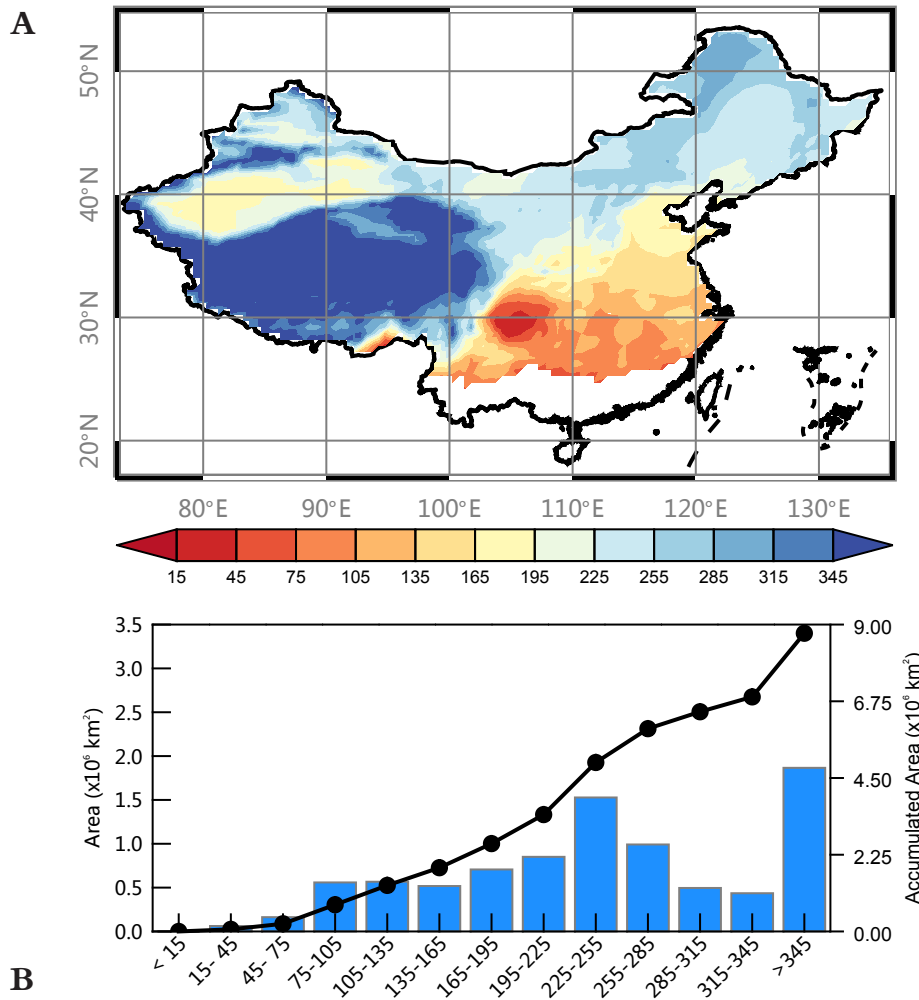 A
50°N
40°N
30°N
20°N
80°E 90°E 100°E 110°E 120°E 130°E
15 45 75 105 135 165 195 225 255 285 315 345
3.5
3.0
2.5
2.0
1.5
1.0
0.5
0.0
Area (x10⁶ km²)
9.00
6.75
4.50
2.25
0.00
Accumulated Area (x10⁶ km²)
< 15 15- 45 45- 75 75-105 105-135 135-165 165-195 195-225 225-255 255-285 285-315 315-345 >345
B